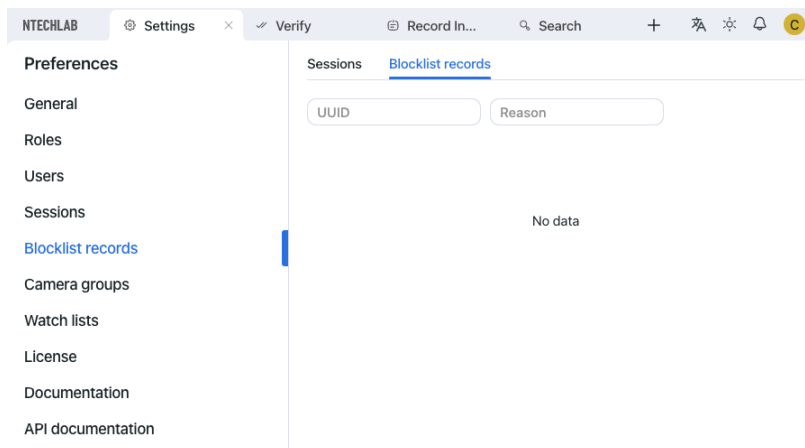 NTECHLAB Settings Verify Record In... Search C
Preferences
General
Roles
Users
Sessions
Blocklist records
Camera groups
Watch lists
License
Documentation
API documentation
Sessions Blocklist records
UUID Reason
No data